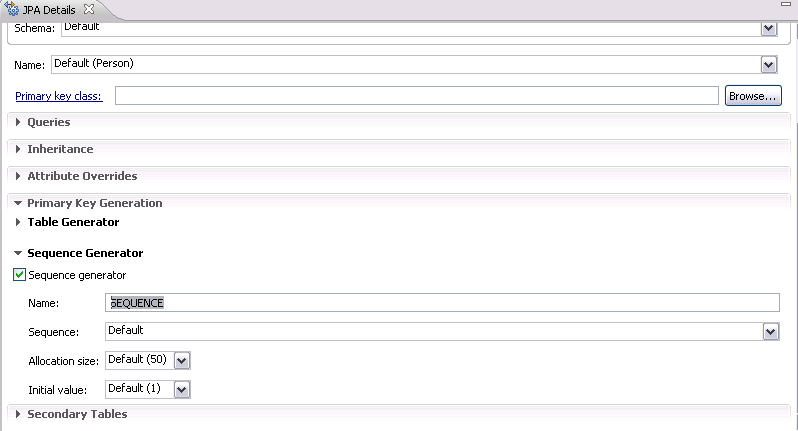 JPA Details
Schema: Default
Name: Default (Person)
Primary key class: Browse...
Queries
Inheritance
Attribute Overrides
Primary Key Generation
Table Generator
Sequence Generator
Sequence generator
Name: SEQUENCE
Sequence: Default
Allocation size: Default (50)
Initial value: Default (1)
Secondary Tables